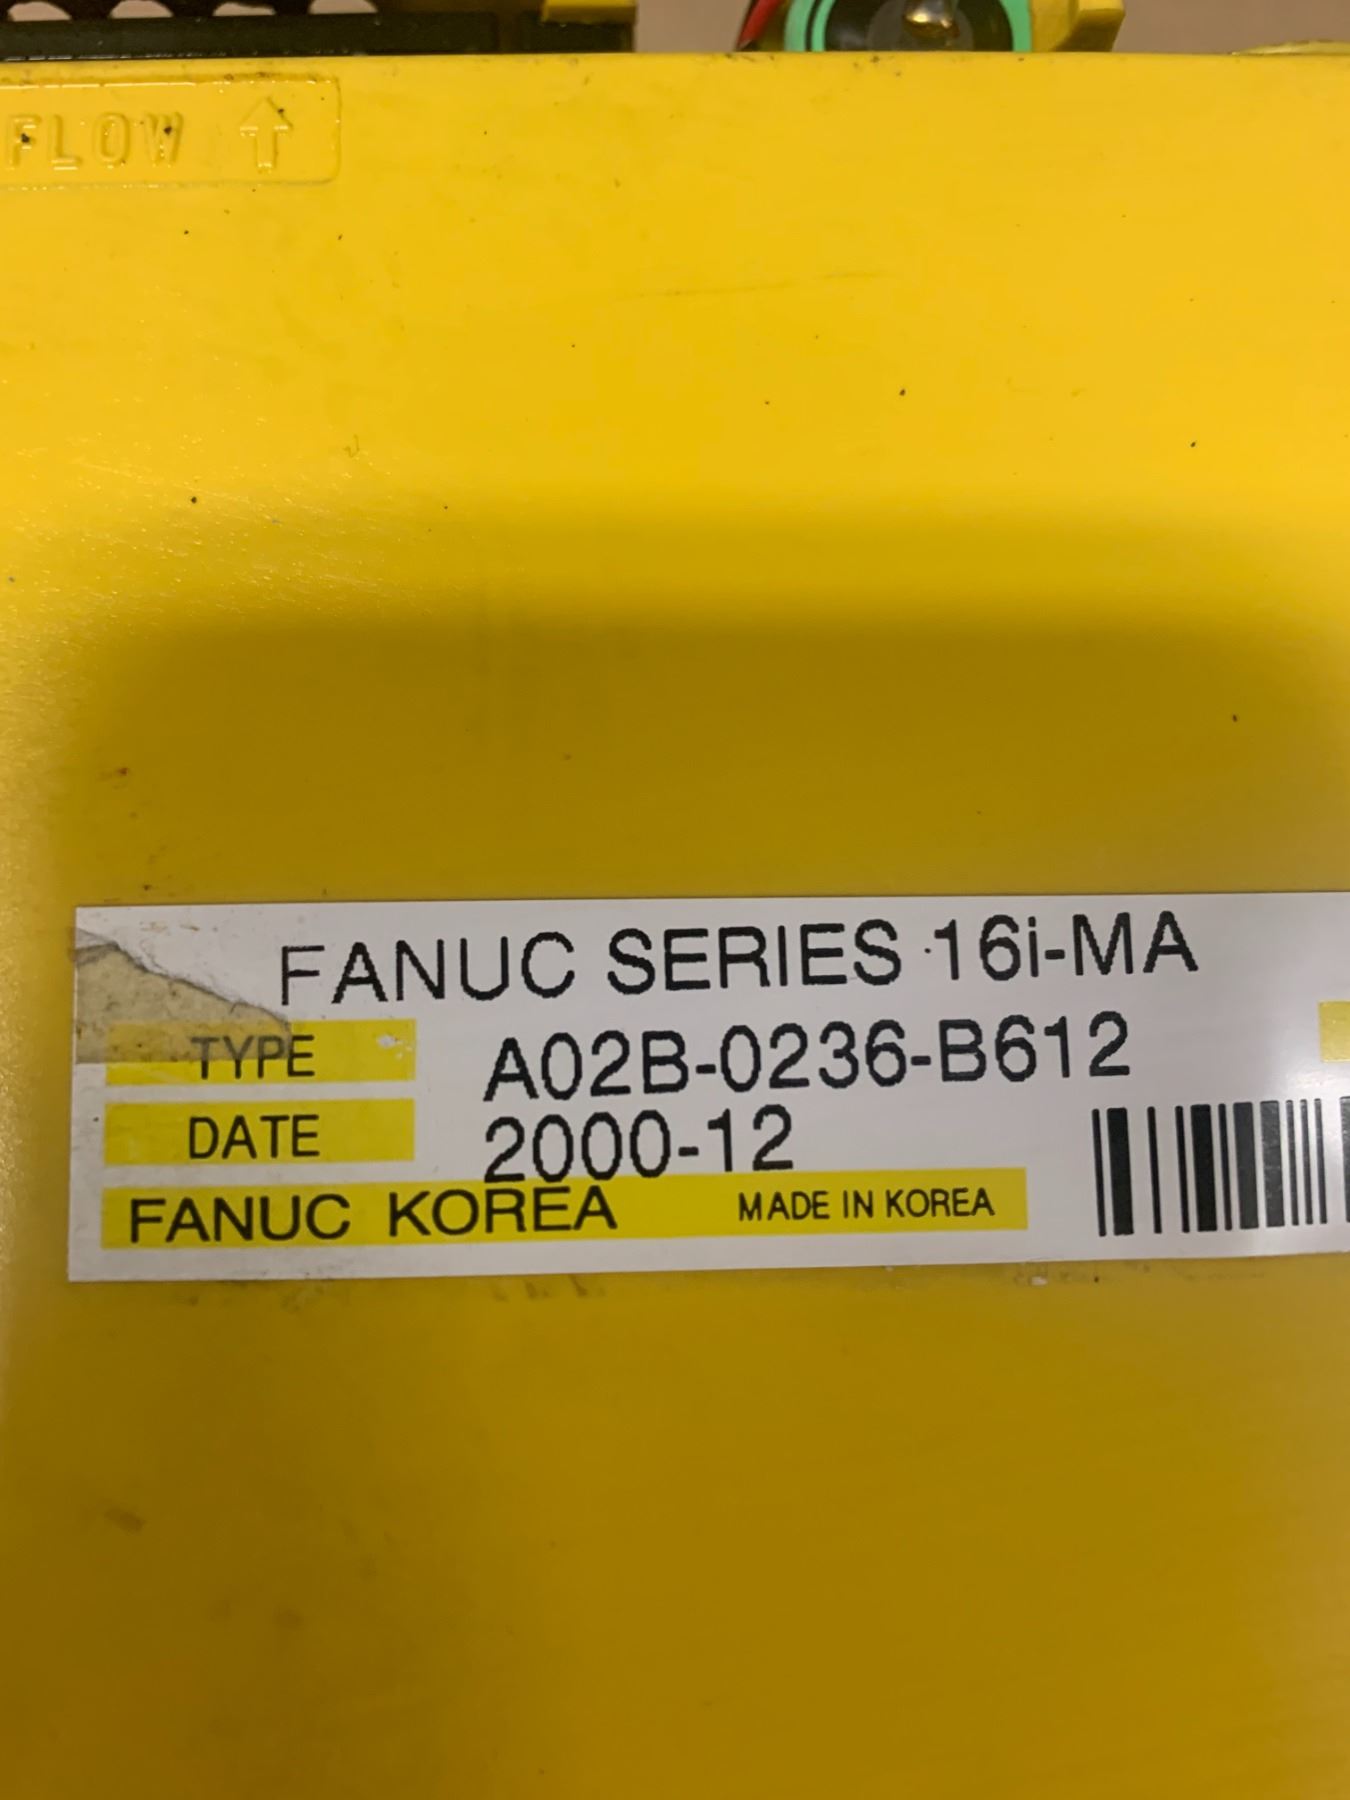 FLOW ↑
FANUC SERIES 16i-MA
TYPE A02B-0236-B612
DATE 2000-12
FANUC KOREA MADE IN KOREA